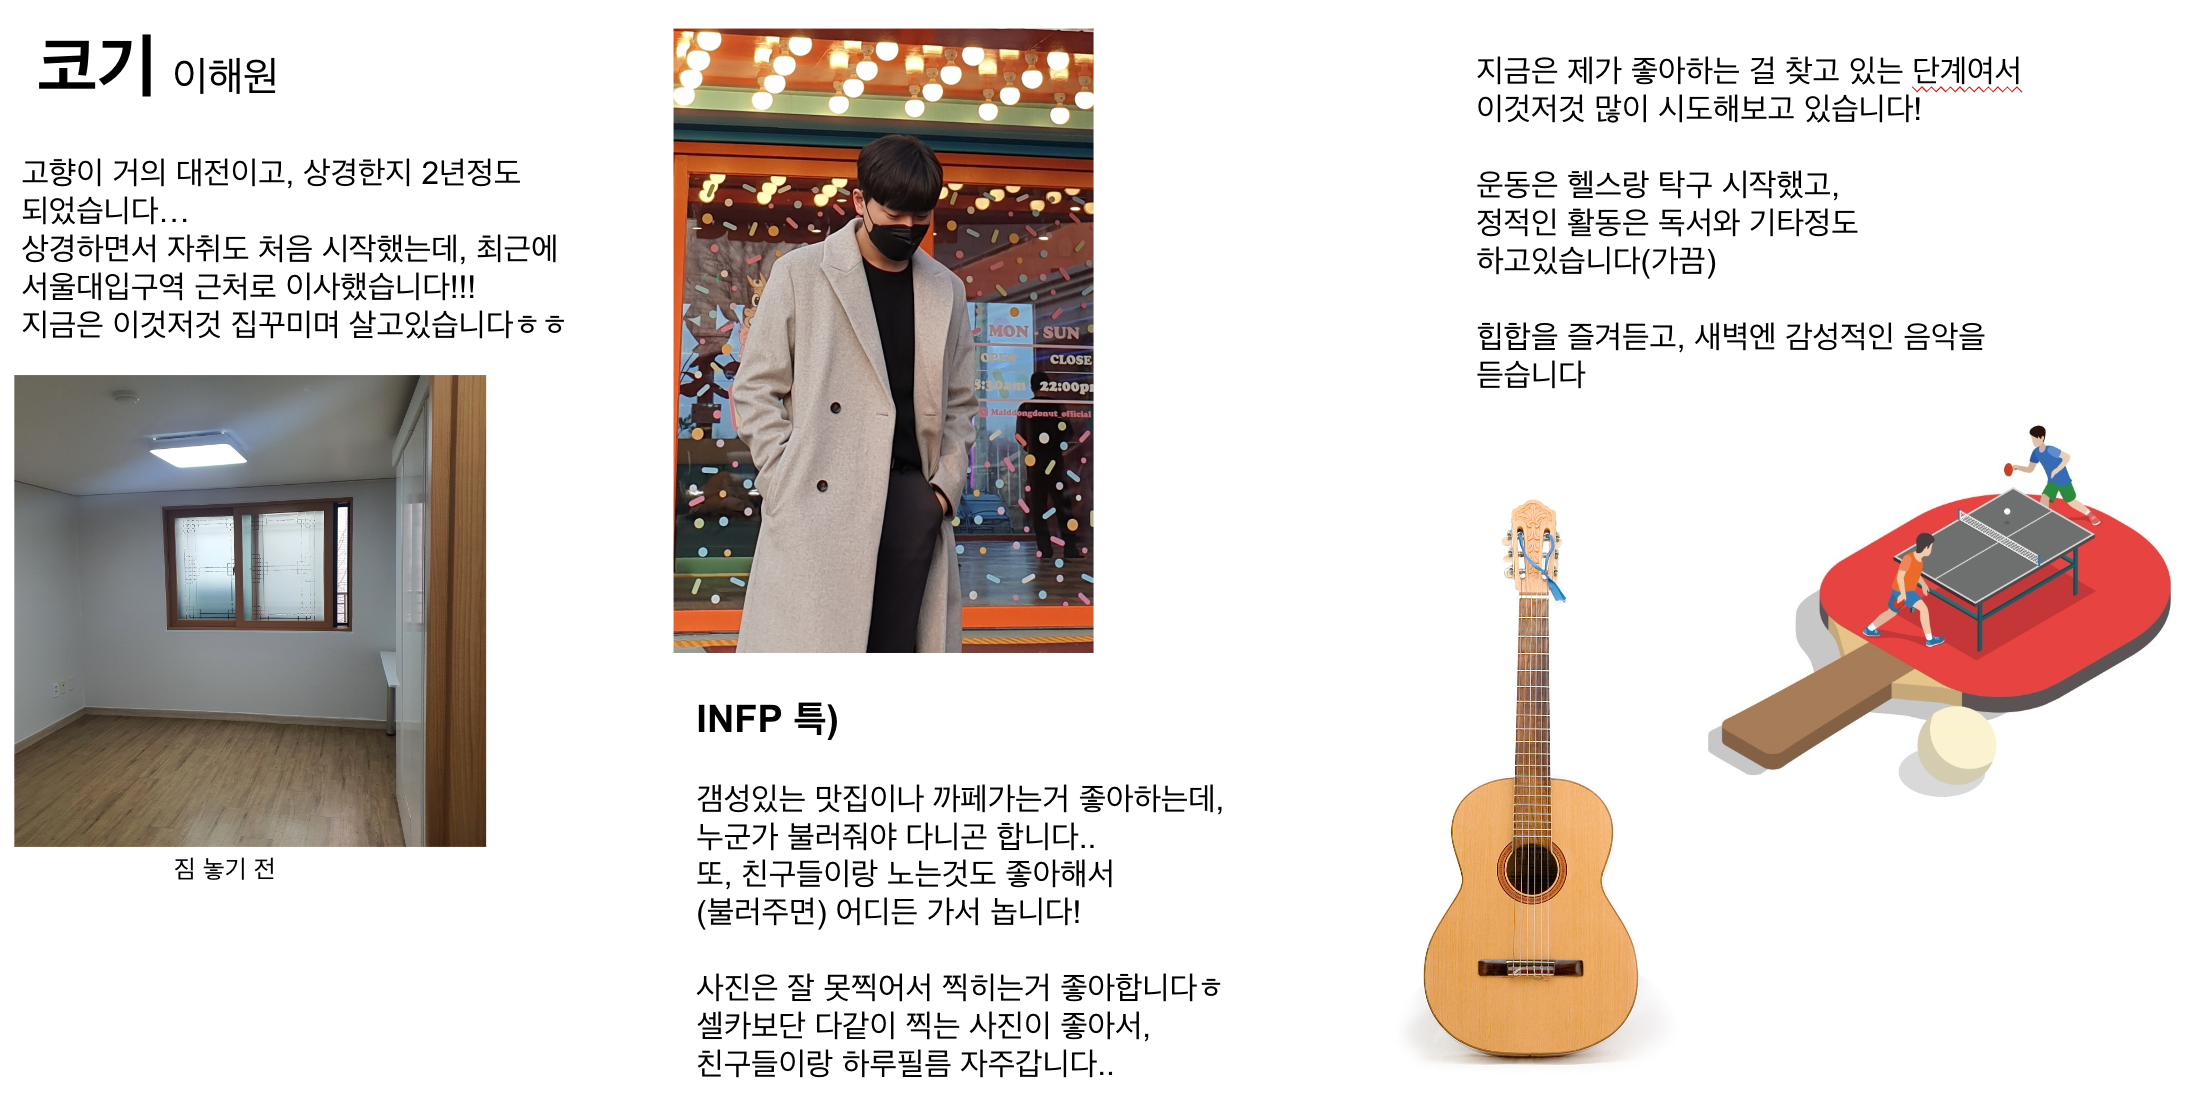 코기 이해원
고향이 거의 대전이고, 상경한지 2년정도
되었습니다...
상경하면서 자취도 처음 시작했는데, 최근에
서울대입구역 근처로 이사했습니다!!!
지금은 이것저것 집꾸미며 살고있습니다ㅎㅎ
짐 놓기 전
MON - SUN
OPEN CLOSE
8:30am 22:00pm
Maldoongdonut_official
INFP 특)
갬성있는 맛집이나 까페가는거 좋아하는데,
누군가 불러줘야 다니곤 합니다..
또, 친구들이랑 노는것도 좋아해서
(불러주면) 어디든 가서 놉니다!
사진은 잘 못찍어서 찍히는거 좋아합니다ㅎ
셀카보단 다같이 찍는 사진이 좋아서,
친구들이랑 하루필름 자주갑니다..
지금은 제가 좋아하는 걸 찾고 있는 단계여서
이것저것 많이 시도해보고 있습니다!
운동은 헬스랑 탁구 시작했고,
정적인 활동은 독서와 기타정도
하고있습니다(가끔)
힙합을 즐겨듣고, 새벽엔 감성적인 음악을
듣습니다